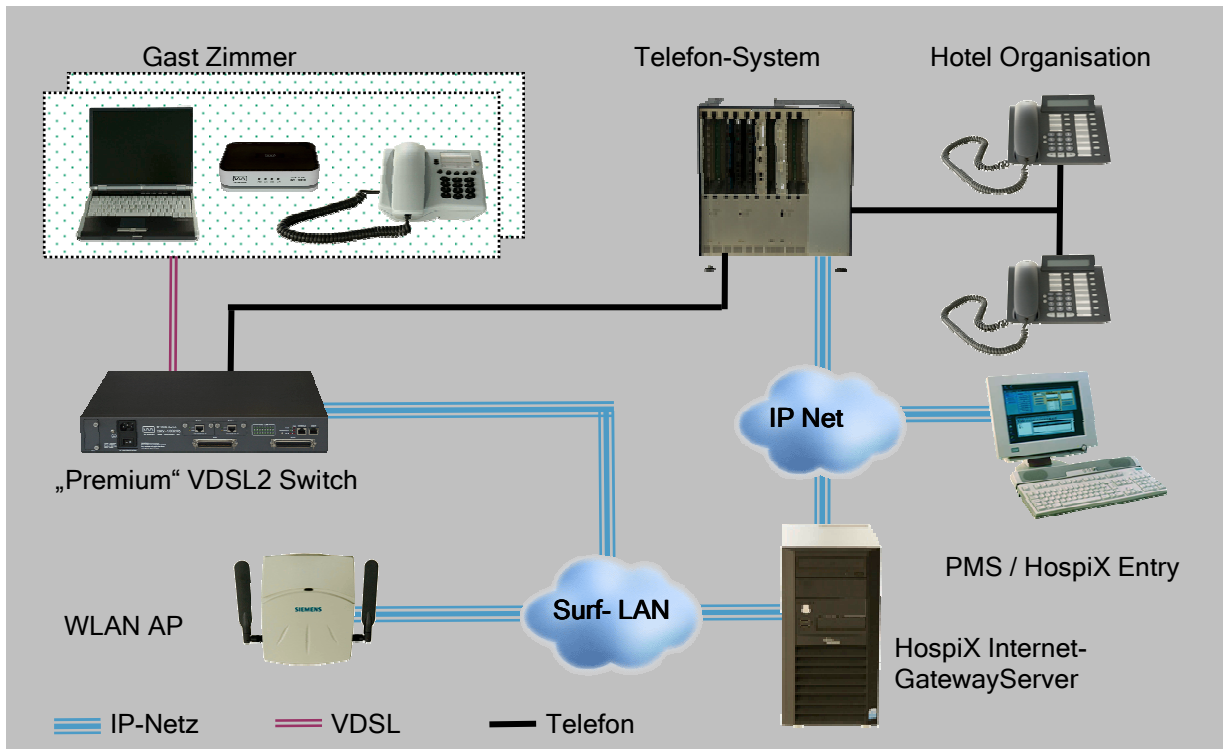 Gast Zimmer
Telefon-System
Hotel Organisation
IP Net
„Premium“ VDSL2 Switch
PMS / HospiX Entry
SIEMENS
WLAN AP
Surf- LAN
HospiX Internet-
GatewayServer
IP-Netz
VDSL
Telefon